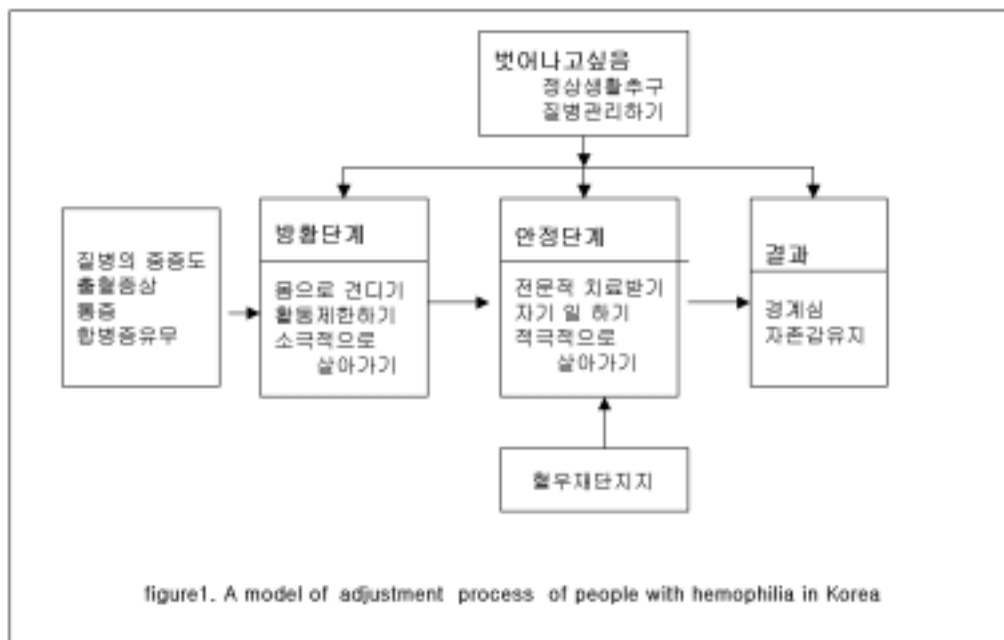 벗어나고싶음
정상생활추구
질병관리하기
질병의 중증도
출혈증상
통증
합병증유무
방황단계
몸으로 견디기
활동제한하기
소극적으로
살아가기
안정단계
전문적 치료받기
자기 일 하기
적극적으로
살아가기
결과
경계심
자존감유지
혈우재단지지
figure1. A model of adjustment process of people with hemophilia in Korea